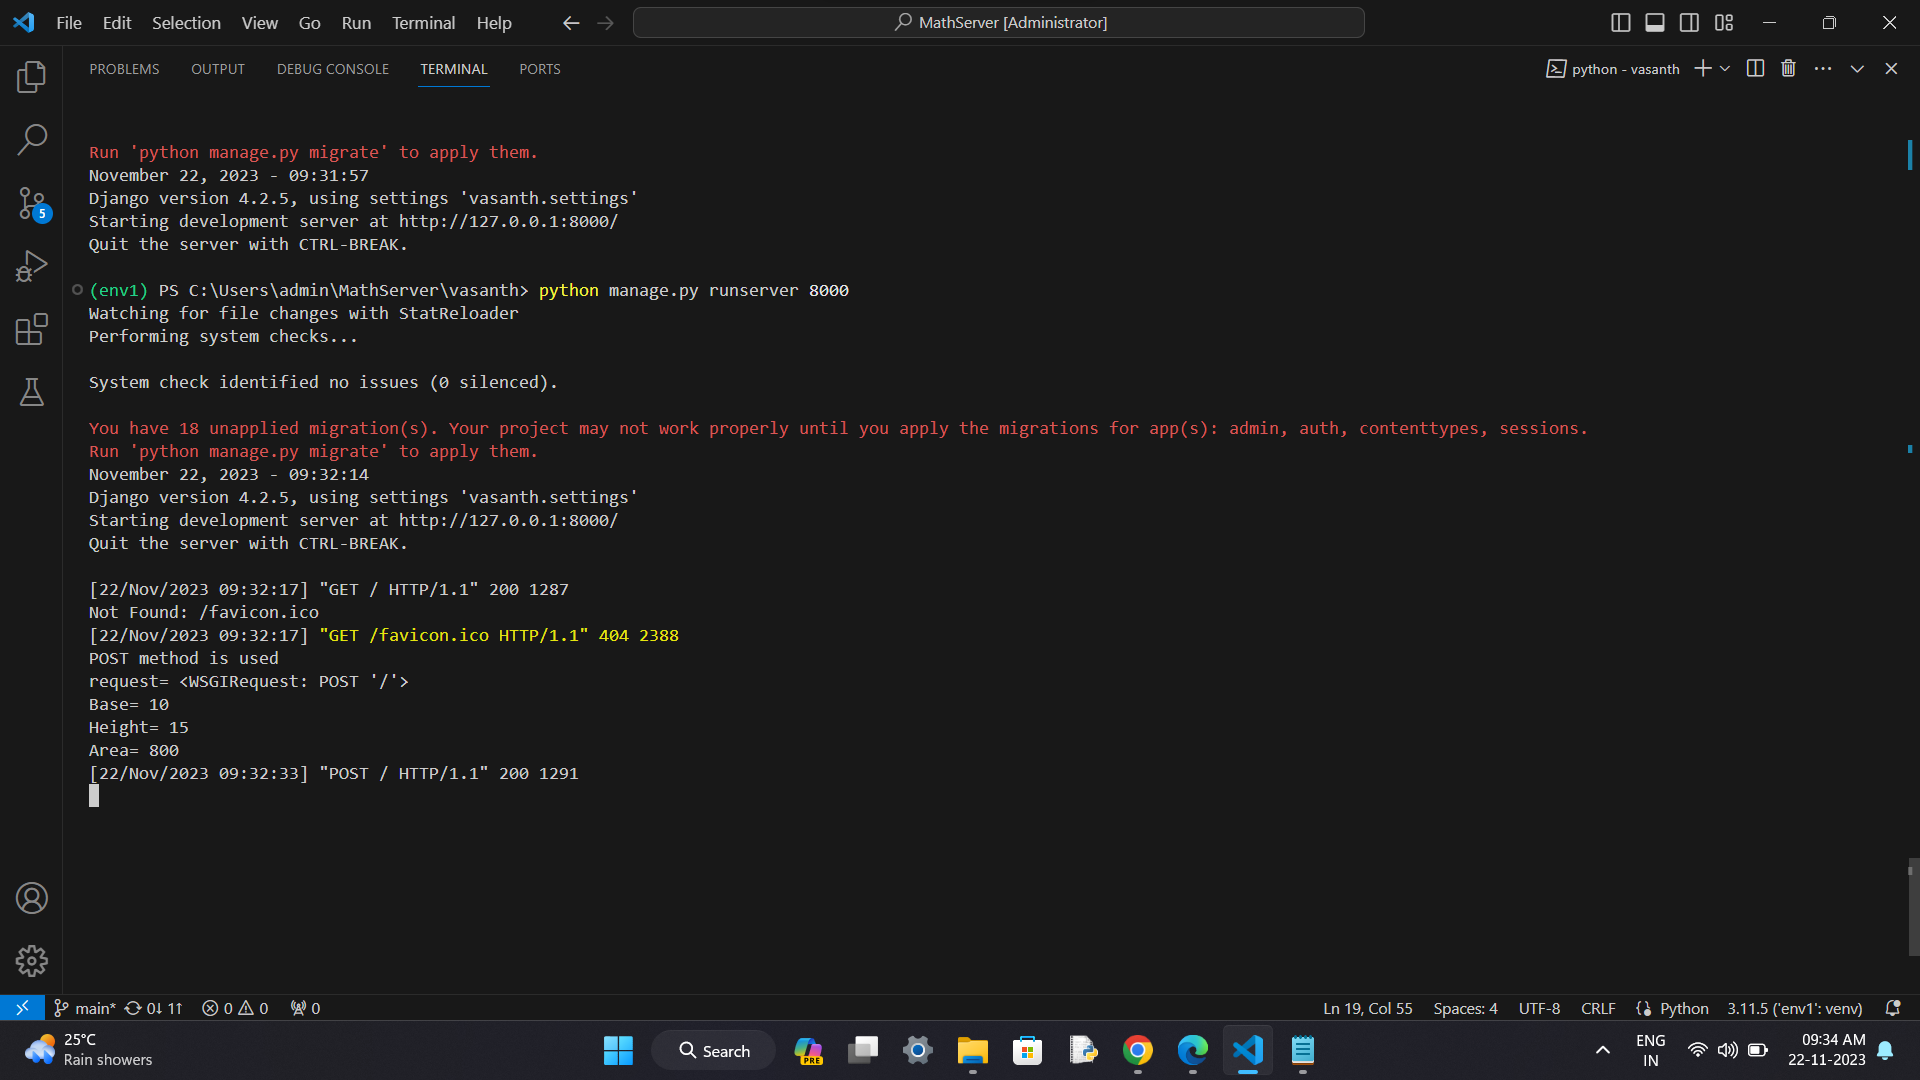 File Edit Selection View Go Run Terminal Help MathServer [Administrator]
PROBLEMS OUTPUT DEBUG CONSOLE TERMINAL PORTS python - vasanth
Run 'python manage.py migrate' to apply them.
November 22, 2023 - 09:31:57
Django version 4.2.5, using settings 'vasanth.settings'
Starting development server at http://127.0.0.1:8000/
Quit the server with CTRL-BREAK.
(env1) PS C:\Users\admin\MathServer\vasanth> python manage.py runserver 8000
Watching for file changes with StatReloader
Performing system checks...
System check identified no issues (0 silenced).
You have 18 unapplied migration(s). Your project may not work properly until you apply the migrations for app(s): admin, auth, contenttypes, sessions.
Run 'python manage.py migrate' to apply them.
November 22, 2023 - 09:32:14
Django version 4.2.5, using settings 'vasanth.settings'
Starting development server at http://127.0.0.1:8000/
Quit the server with CTRL-BREAK.
[22/Nov/2023 09:32:17] "GET / HTTP/1.1" 200 1287
Not Found: /favicon.ico
[22/Nov/2023 09:32:17] "GET /favicon.ico HTTP/1.1" 404 2388
POST method is used
request= <WSGIRequest: POST '/'>
Base= 10
Height= 15
Area= 800
[22/Nov/2023 09:32:33] "POST / HTTP/1.1" 200 1291
5
main* 0↓ 1↑ 0 0 0 Ln 19, Col 55 Spaces: 4 UTF-8 CRLF Python 3.11.5 ('env1': venv)
25°C
Rain showers
Search
PRE
ENG
IN
09:34 AM
22-11-2023